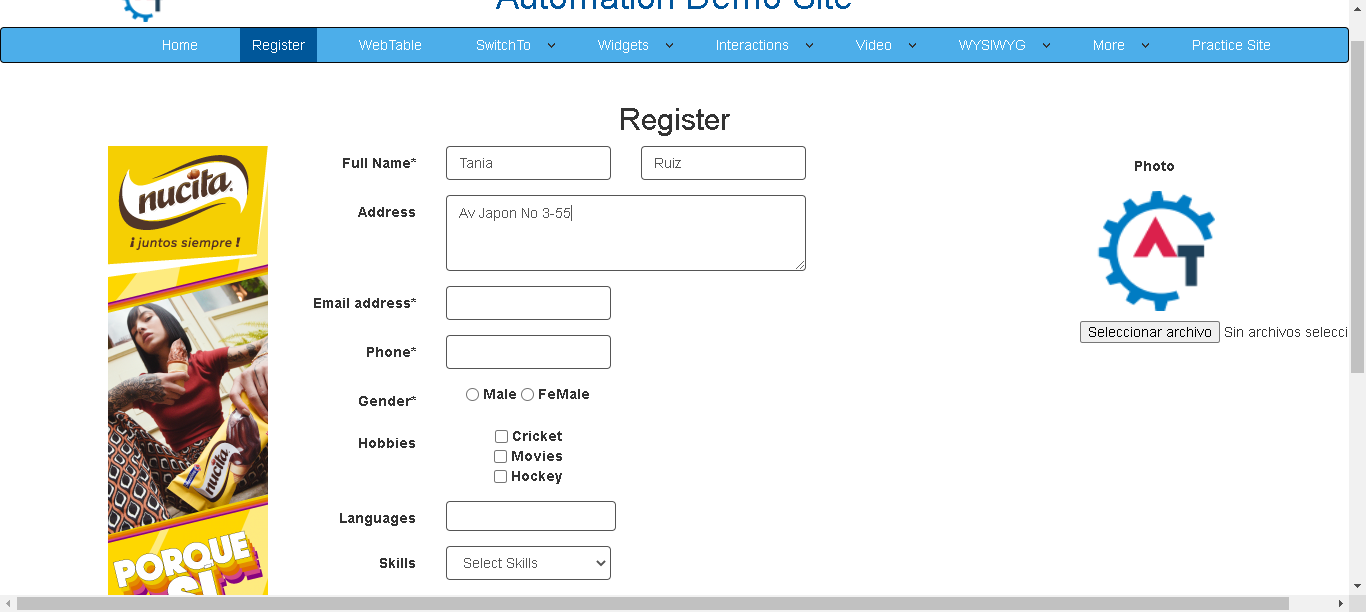 Automation Demo Site
Home Register WebTable SwitchTo Widgets Interactions Video WYSIWYG More Practice Site
Register
nucita
¡juntos siempre!
nucita
PORQUE
SI
Full Name* Tania Ruiz
Address Av Japon No 3-55
Email address*
Phone*
Gender* Male FeMale
Hobbies Cricket
Movies
Hockey
Languages
Skills Select Skills
Photo
AT
Seleccionar archivo Sin archivos selecci